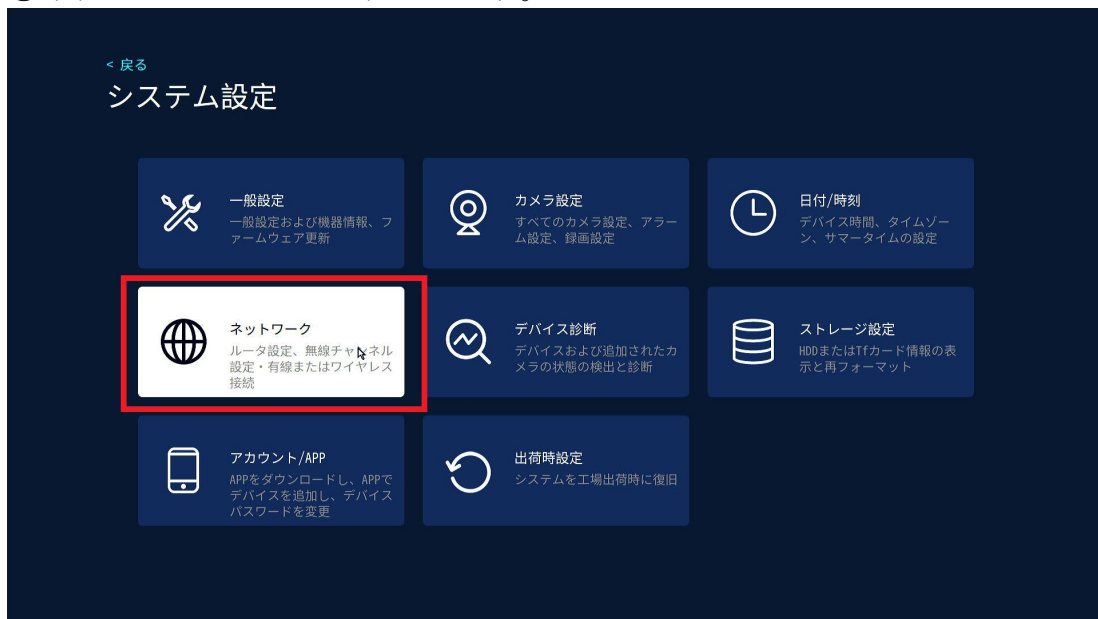 < 戻る
システム設定
一般設定
一般設定および機器情報、フ
ァームウェア更新
カメラ設定
すべてのカメラ設定、アラー
ム設定、録画設定
日付/時刻
デバイス時間、タイムゾー
ン、サマータイムの設定
ネットワーク
ルータ設定、無線チャネル
設定・有線またはワイヤレス
接続
デバイス診断
デバイスおよび追加されたカ
メラの状態の検出と診断
ストレージ設定
HDDまたはTfカード情報の表
示と再フォーマット
アカウント/APP
APPをダウンロードし、APPで
デバイスを追加し、デバイス
パスワードを変更
出荷時設定
システムを工場出荷時に復旧